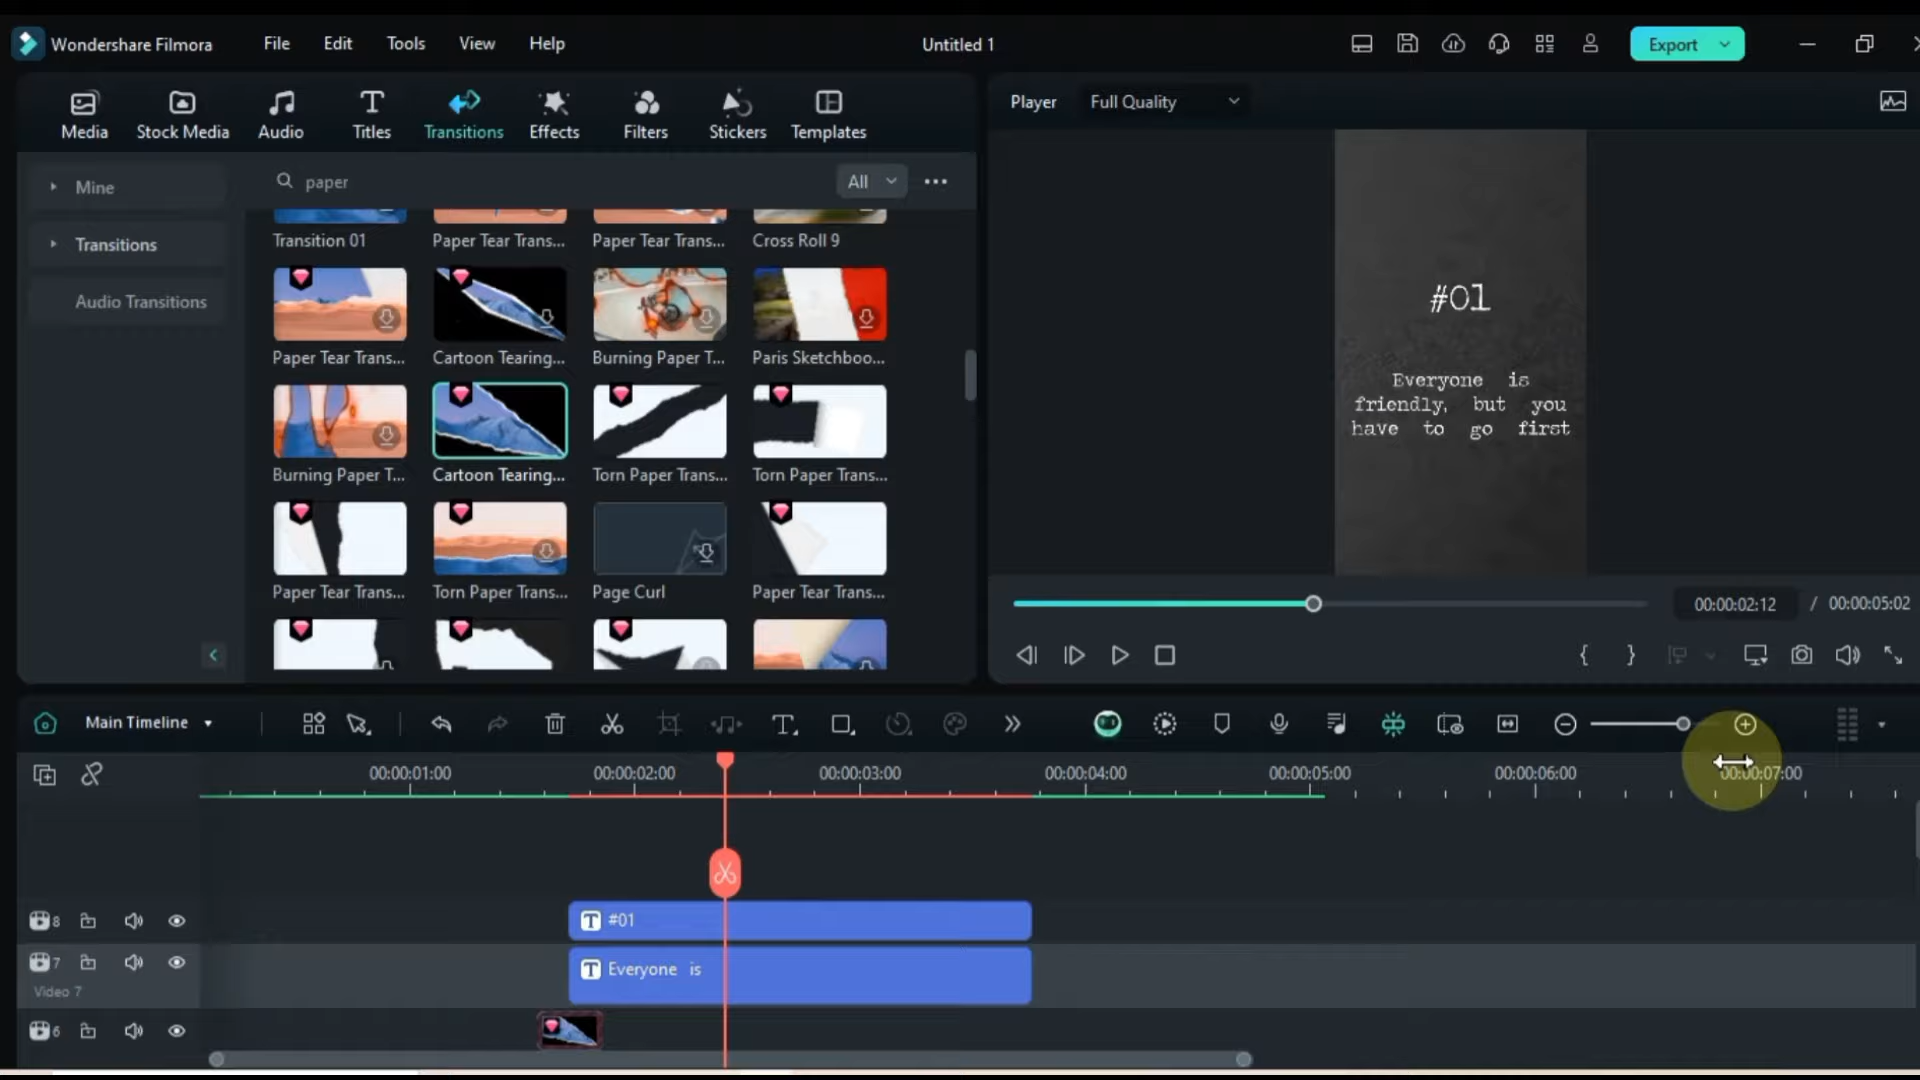 Wondershare Filmora
File
Edit
Tools
View
Help
Untitled 1
Export
Media
Stock Media
Audio
Titles
Transitions
Effects
Filters
Stickers
Templates
Player
Full Quality
Mine
Transitions
Audio Transitions
paper
All
Transition 01
Paper Tear Trans...
Paper Tear Trans...
Cross Roll 9
Paper Tear Trans...
Cartoon Tearing...
Burning Paper T...
Paris Sketchboo...
Burning Paper T...
Cartoon Tearing...
Torn Paper Trans...
Torn Paper Trans...
Paper Tear Trans...
Torn Paper Trans...
Page Curl
Paper Tear Trans...
#01
Everyone is
friendly, but you
have to go first
00:00:02:12 / 00:00:05:02
Main Timeline
00:00:01:00
00:00:02:00
00:00:03:00
00:00:04:00
00:00:05:00
00:00:06:00
00:00:07:00
8
#01
7
Everyone is
Video 7
6